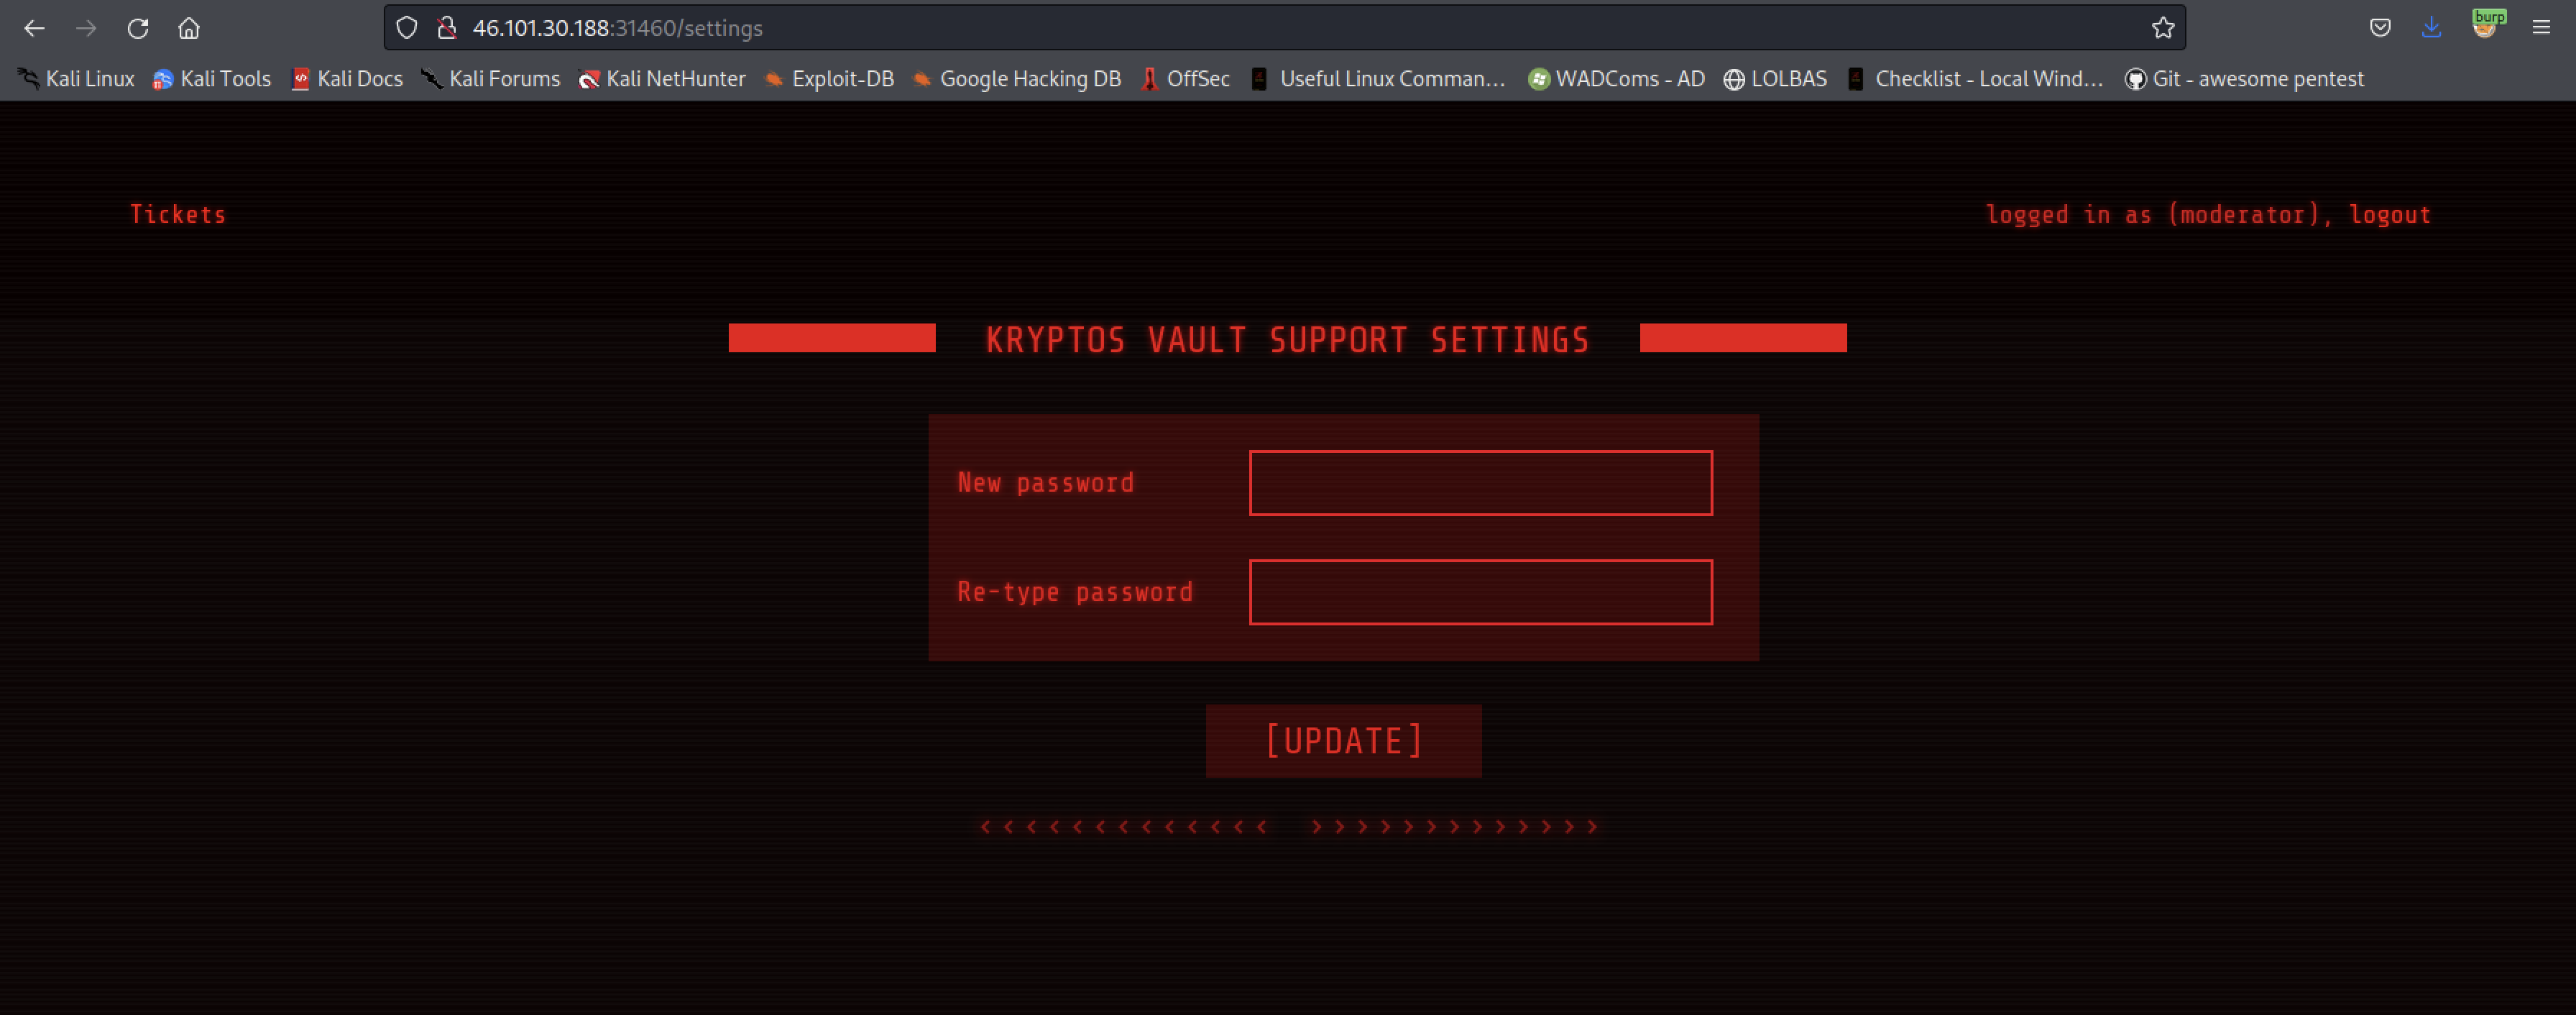 46.101.30.188:31460/settings
burp
Kali Linux Kali Tools Kali Docs Kali Forums Kali NetHunter Exploit-DB Google Hacking DB OffSec Useful Linux Comman… WADComs - AD LOLBAS Checklist - Local Wind… Git - awesome pentest
Tickets logged in as (moderator), logout
KRYPTOS VAULT SUPPORT SETTINGS
New password
Re-type password
[UPDATE]
<<<<<<<<<<<<< >>>>>>>>>>>>>